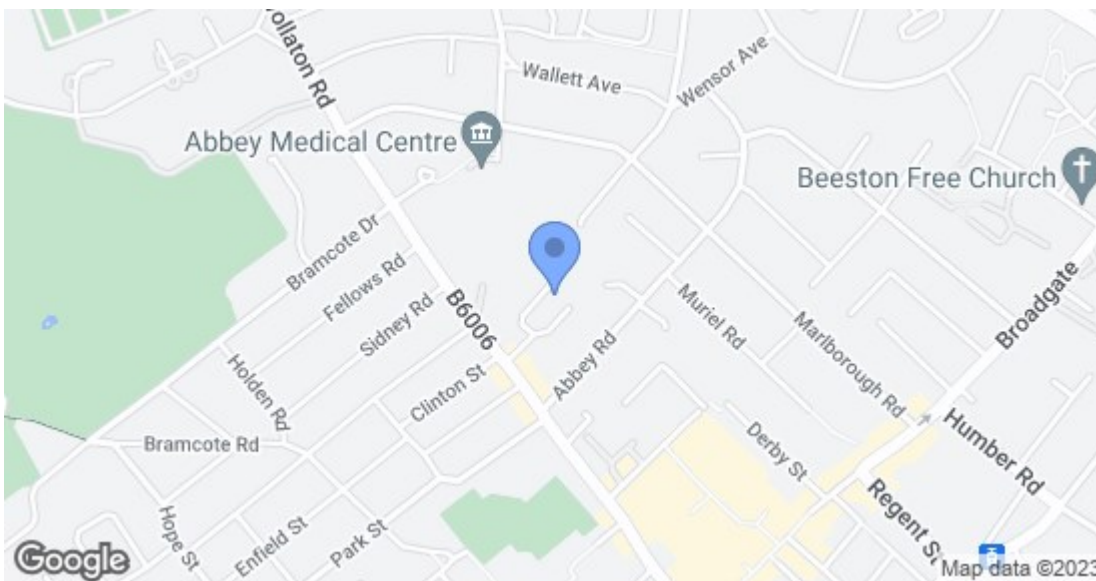 ollaton Rd
Wallett Ave
Wensor Ave
Abbey Medical Centre
Beeston Free Church
Bramcote Dr
Fellows Rd
Sidney Rd
B6006
Muriel Rd
Marlborough Rd
Broadgate
Holden Rd
Clinton St
Abbey Rd
Bramcote Rd
Derby St
Humber Rd
Hope St
Enfield St
Park St
Regent St
Google
Map data ©2023